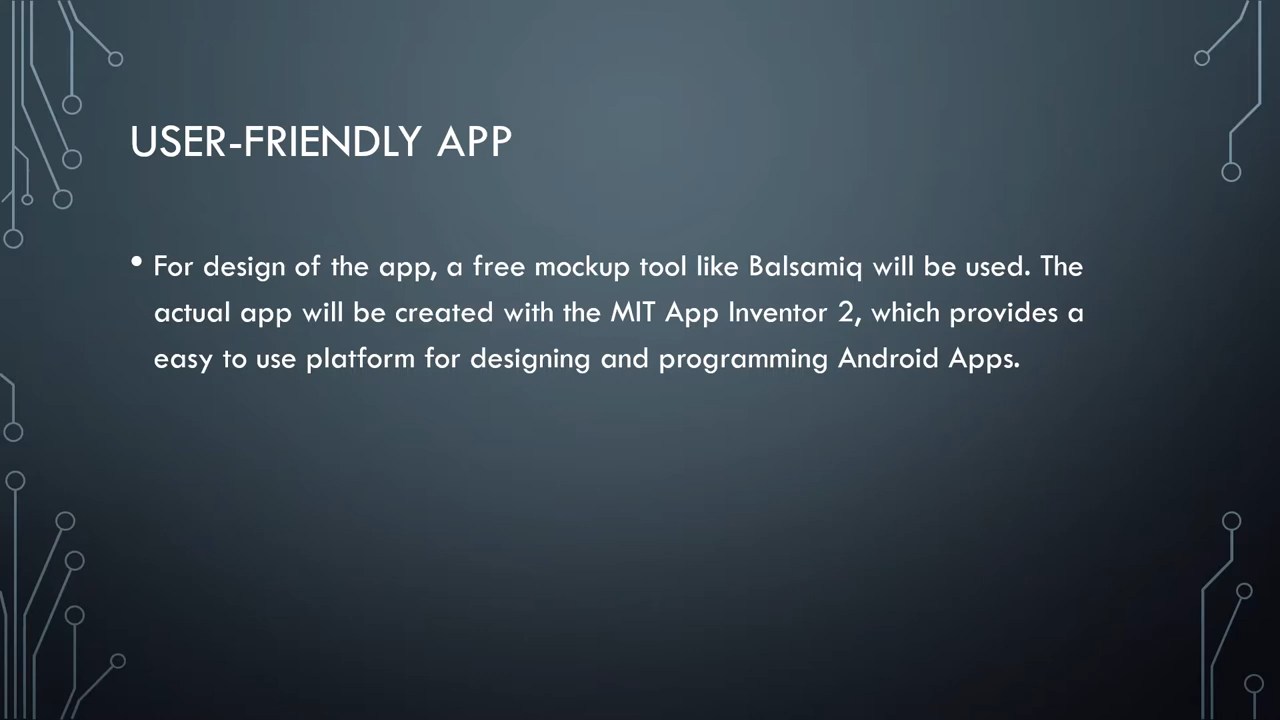 USER-FRIENDLY APP
• For design of the app, a free mockup tool like Balsamiq will be used. The
actual app will be created with the MIT App Inventor 2, which provides a
easy to use platform for designing and programming Android Apps.